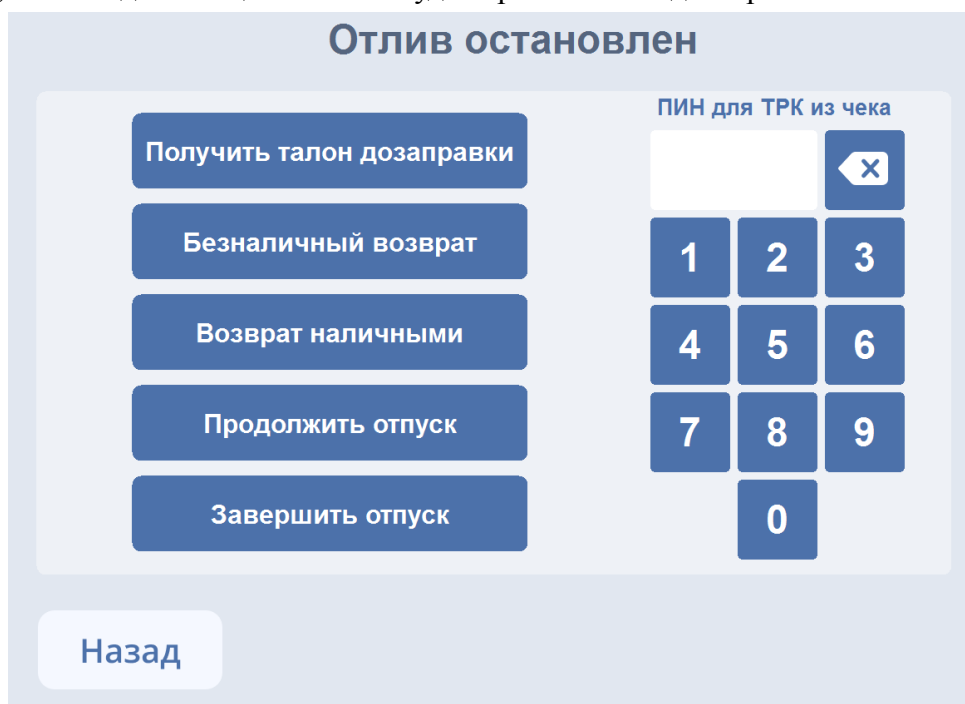 Отлив остановлен
Получить талон дозаправки
Безналичный возврат
Возврат наличными
Продолжить отпуск
Завершить отпуск
ПИН для ТРК из чека
1 2 3
4 5 6
7 8 9
0
Назад